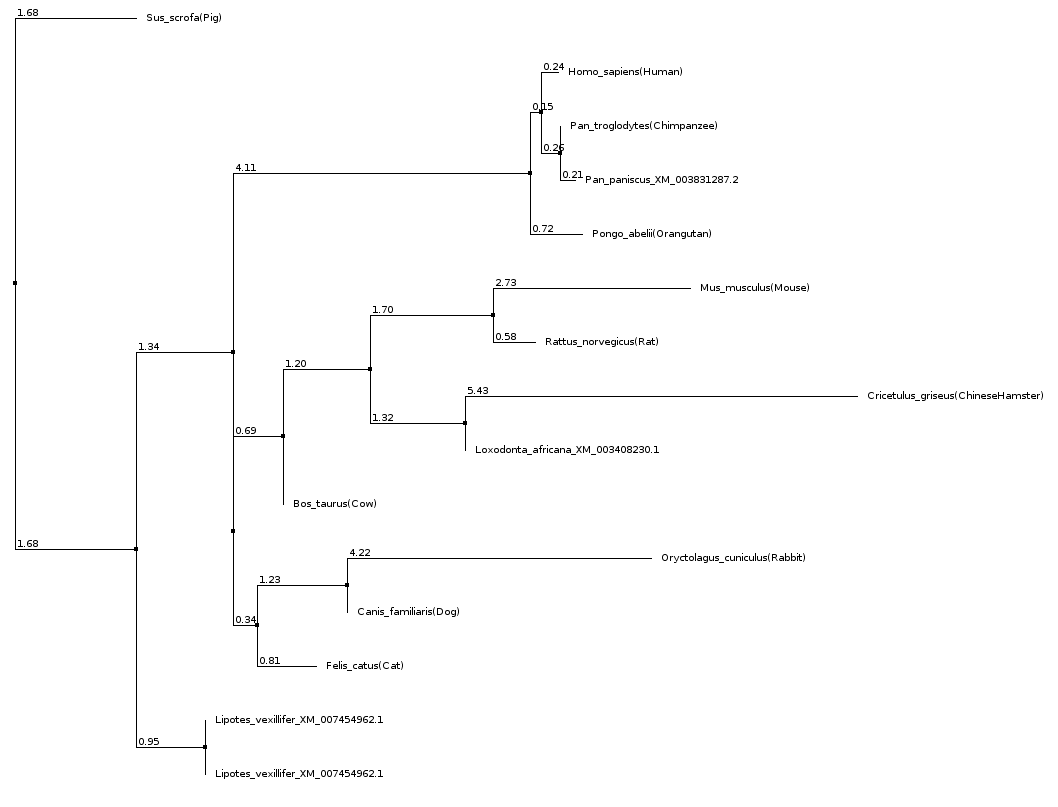 1.68 Sus_scrofa(Pig)
0.24 Homo_sapiens(Human)
0.15
Pan_troglodytes(Chimpanzee)
0.26
0.21 Pan_paniscus_XM_003831287.2
4.11
0.72 Pongo_abelii(Orangutan)
2.73 Mus_musculus(Mouse)
1.70
0.58 Rattus_norvegicus(Rat)
1.34
1.20
5.43 Cricetulus_griseus(ChineseHamster)
1.32
0.69
Loxodonta_africana_XM_003408230.1
Bos_taurus(Cow)
1.68
4.22 Oryctolagus_cuniculus(Rabbit)
1.23
Canis_familiaris(Dog)
0.34
0.81 Felis_catus(Cat)
Lipotes_vexillifer_XM_007454962.1
0.95
Lipotes_vexillifer_XM_007454962.1